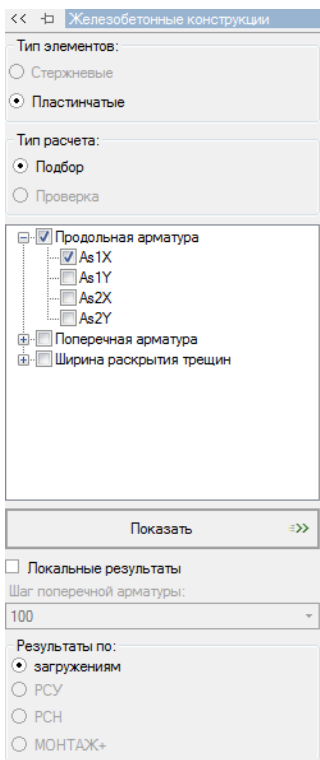 << Железобетонные конструкции
Тип элементов:
Стержневые
Пластинчатые
Тип расчета:
Подбор
Проверка
Продольная арматура
As1X
As1Y
As2X
As2Y
Поперечная арматура
Ширина раскрытия трещин
Показать
Локальные результаты
Шаг поперечной арматуры:
100
Результаты по:
загружениям
РСУ
РСН
МОНТАЖ+